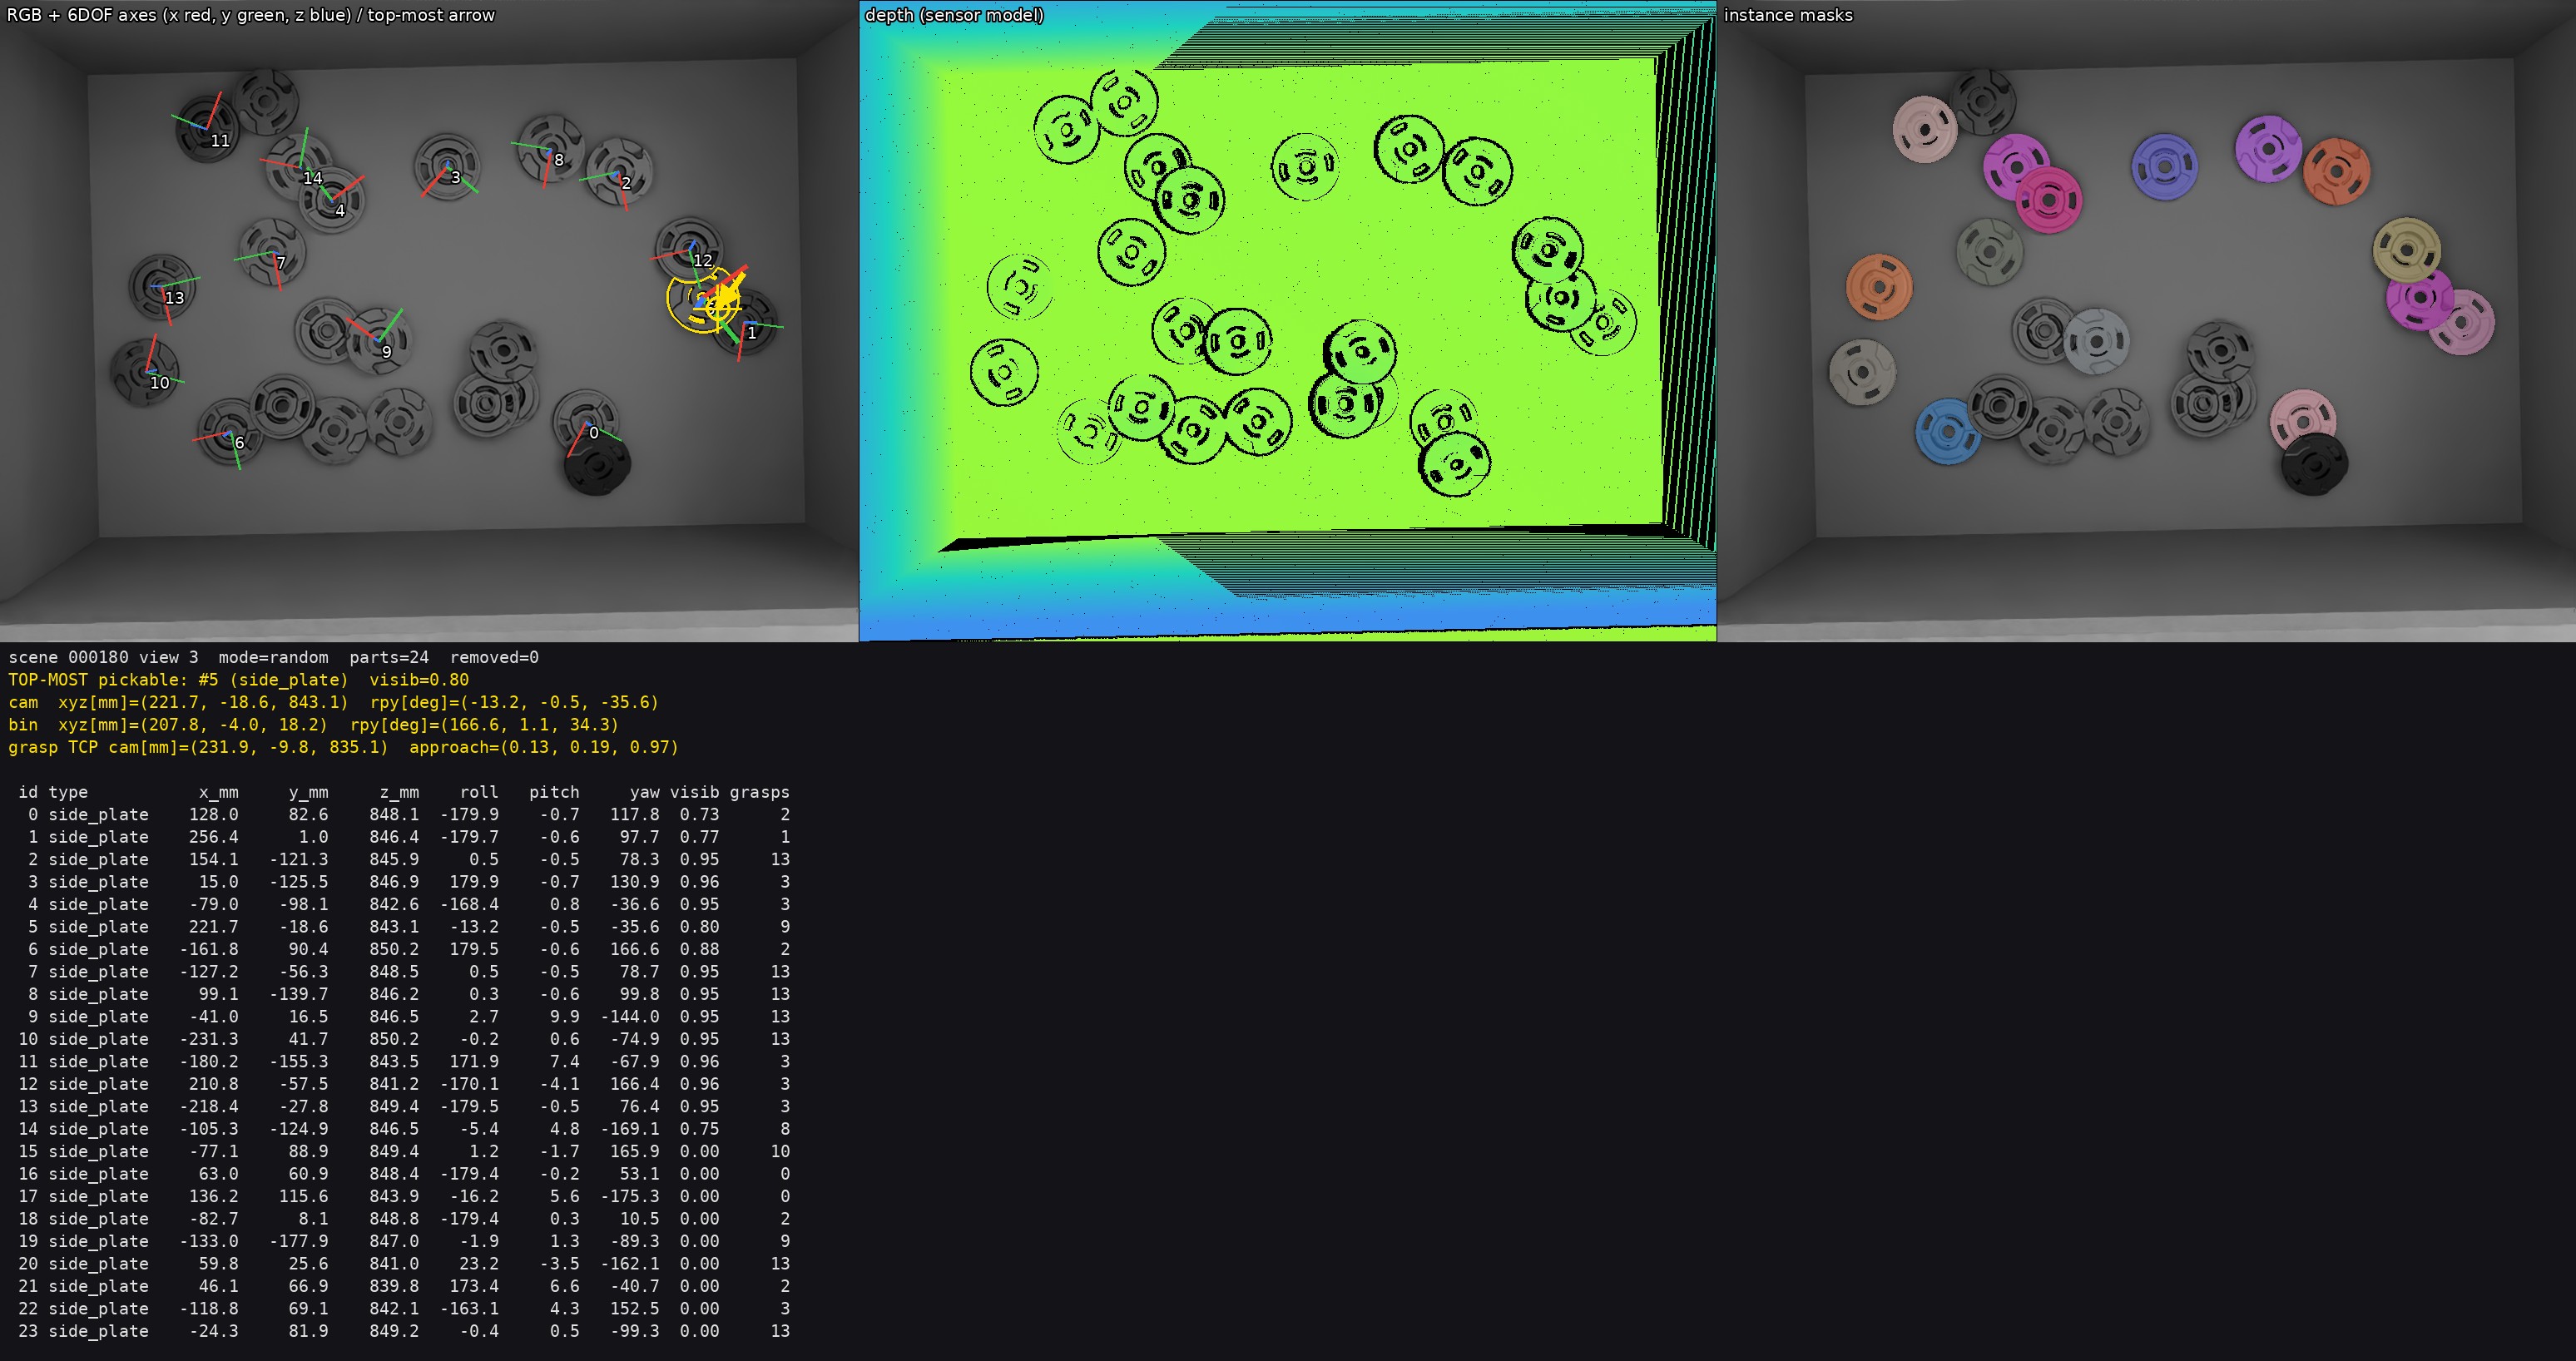 RGB + 6DOF axes (x red, y green, z blue) / top-most arrow
depth (sensor model)
instance masks
11
14
4
3
8
2
7
12
13
1
9
10
6
0
scene 000180 view 3 mode=random parts=24 removed=0
TOP-MOST pickable: #5 (side_plate) visib=0.80
cam xyz[mm]=(221.7, -18.6, 843.1) rpy[deg]=(-13.2, -0.5, -35.6)
bin xyz[mm]=(207.8, -4.0, 18.2) rpy[deg]=(166.6, 1.1, 34.3)
grasp TCP cam[mm]=(231.9, -9.8, 835.1) approach=(0.13, 0.19, 0.97)
id type x_mm y_mm z_mm roll pitch yaw visib grasps
0 side_plate 128.0 82.6 848.1 -179.9 -0.7 117.8 0.73 2
1 side_plate 256.4 1.0 846.4 -179.7 -0.6 97.7 0.77 1
2 side_plate 154.1 -121.3 845.9 0.5 -0.5 78.3 0.95 13
3 side_plate 15.0 -125.5 846.9 179.9 -0.7 130.9 0.96 3
4 side_plate -79.0 -98.1 842.6 -168.4 0.8 -36.6 0.95 3
5 side_plate 221.7 -18.6 843.1 -13.2 -0.5 -35.6 0.80 9
6 side_plate -161.8 90.4 850.2 179.5 -0.6 166.6 0.88 2
7 side_plate -127.2 -56.3 848.5 0.5 -0.5 78.7 0.95 13
8 side_plate 99.1 -139.7 846.2 0.3 -0.6 99.8 0.95 13
9 side_plate -41.0 16.5 846.5 2.7 9.9 -144.0 0.95 13
10 side_plate -231.3 41.7 850.2 -0.2 0.6 -74.9 0.95 13
11 side_plate -180.2 -155.3 843.5 171.9 7.4 -67.9 0.96 3
12 side_plate 210.8 -57.5 841.2 -170.1 -4.1 166.4 0.96 3
13 side_plate -218.4 -27.8 849.4 -179.5 -0.5 76.4 0.95 3
14 side_plate -105.3 -124.9 846.5 -5.4 4.8 -169.1 0.75 8
15 side_plate -77.1 88.9 849.4 1.2 -1.7 165.9 0.00 10
16 side_plate 63.0 60.9 848.4 -179.4 -0.2 53.1 0.00 0
17 side_plate 136.2 115.6 843.9 -16.2 5.6 -175.3 0.00 0
18 side_plate -82.7 8.1 848.8 -179.4 0.3 10.5 0.00 2
19 side_plate -133.0 -177.9 847.0 -1.9 1.3 -89.3 0.00 9
20 side_plate 59.8 25.6 841.0 23.2 -3.5 -162.1 0.00 13
21 side_plate 46.1 66.9 839.8 173.4 6.6 -40.7 0.00 2
22 side_plate -118.8 69.1 842.1 -163.1 4.3 152.5 0.00 3
23 side_plate -24.3 81.9 849.2 -0.4 0.5 -99.3 0.00 13